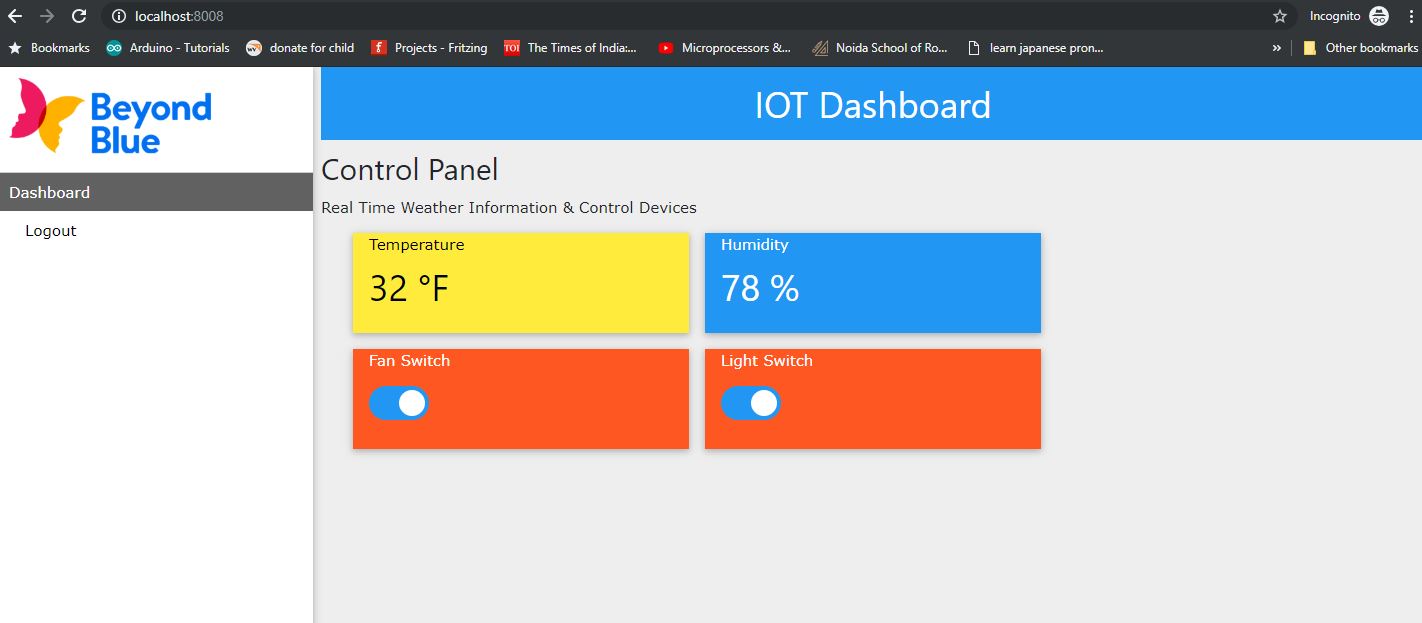 localhost:8008
Incognito
Bookmarks Arduino - Tutorials donate for child Projects - Fritzing TOI The Times of India:... Microprocessors &... Noida School of Ro... learn japanese pron... » Other bookmarks
Beyond
Blue
IOT Dashboard
Dashboard
Logout
Control Panel
Real Time Weather Information & Control Devices
Temperature
32 °F
Humidity
78 %
Fan Switch
Light Switch